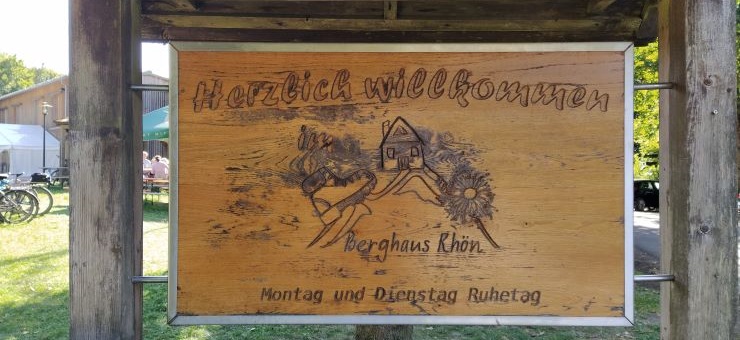 Herzlich willkommen
im
Berghaus Rhön
Montag und Dienstag Ruhetag